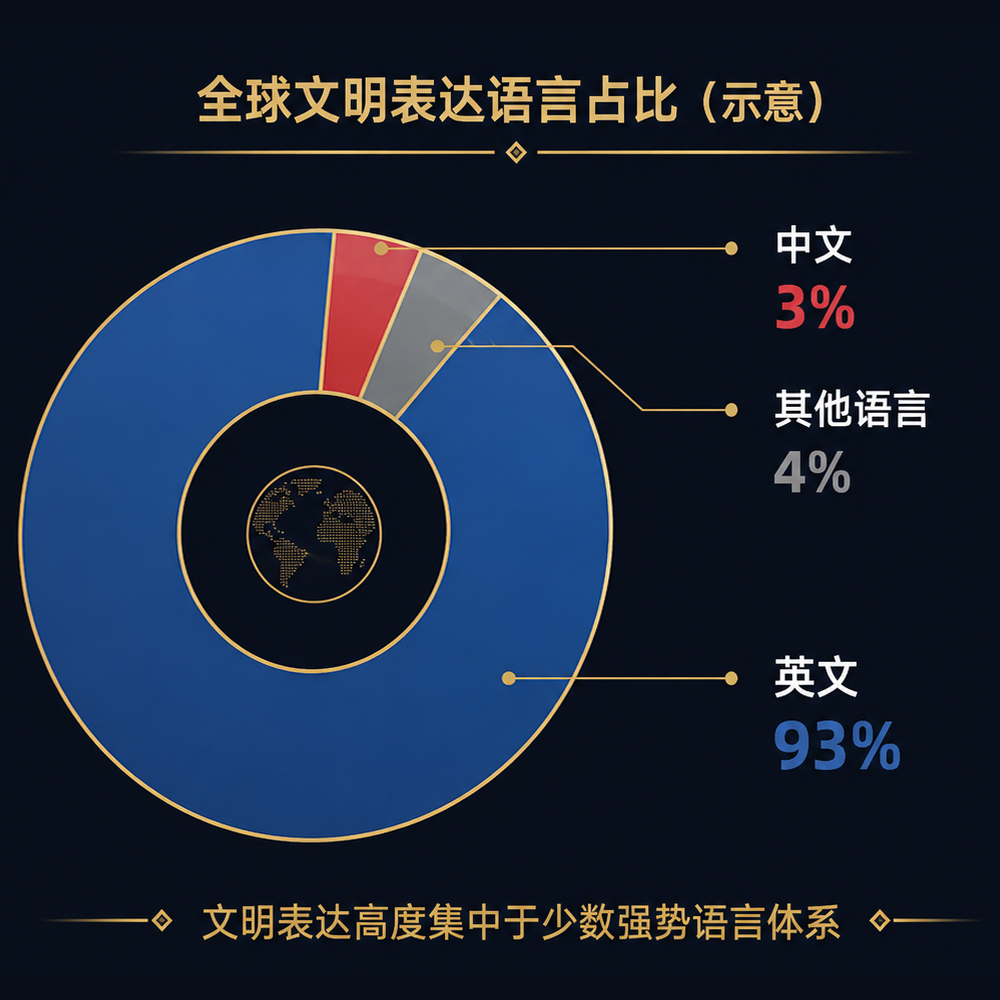 全球文明表达语言占比（示意）
中文
3%
其他语言
4%
英文
93%
文明表达高度集中于少数强势语言体系